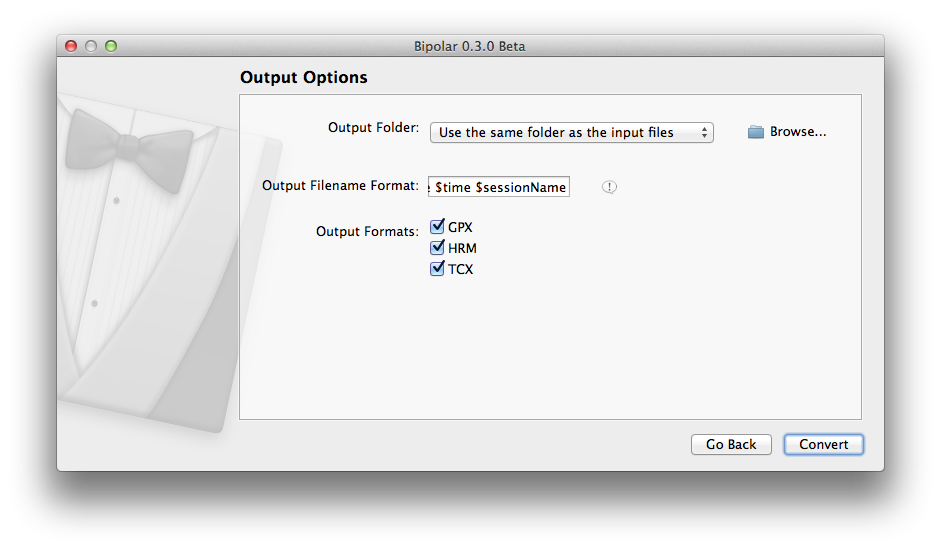 Bipolar 0.3.0 Beta
Output Options
Output Folder: Use the same folder as the input files Browse...
Output Filename Format: $time $sessionName
Output Formats: GPX
HRM
TCX
Go Back Convert